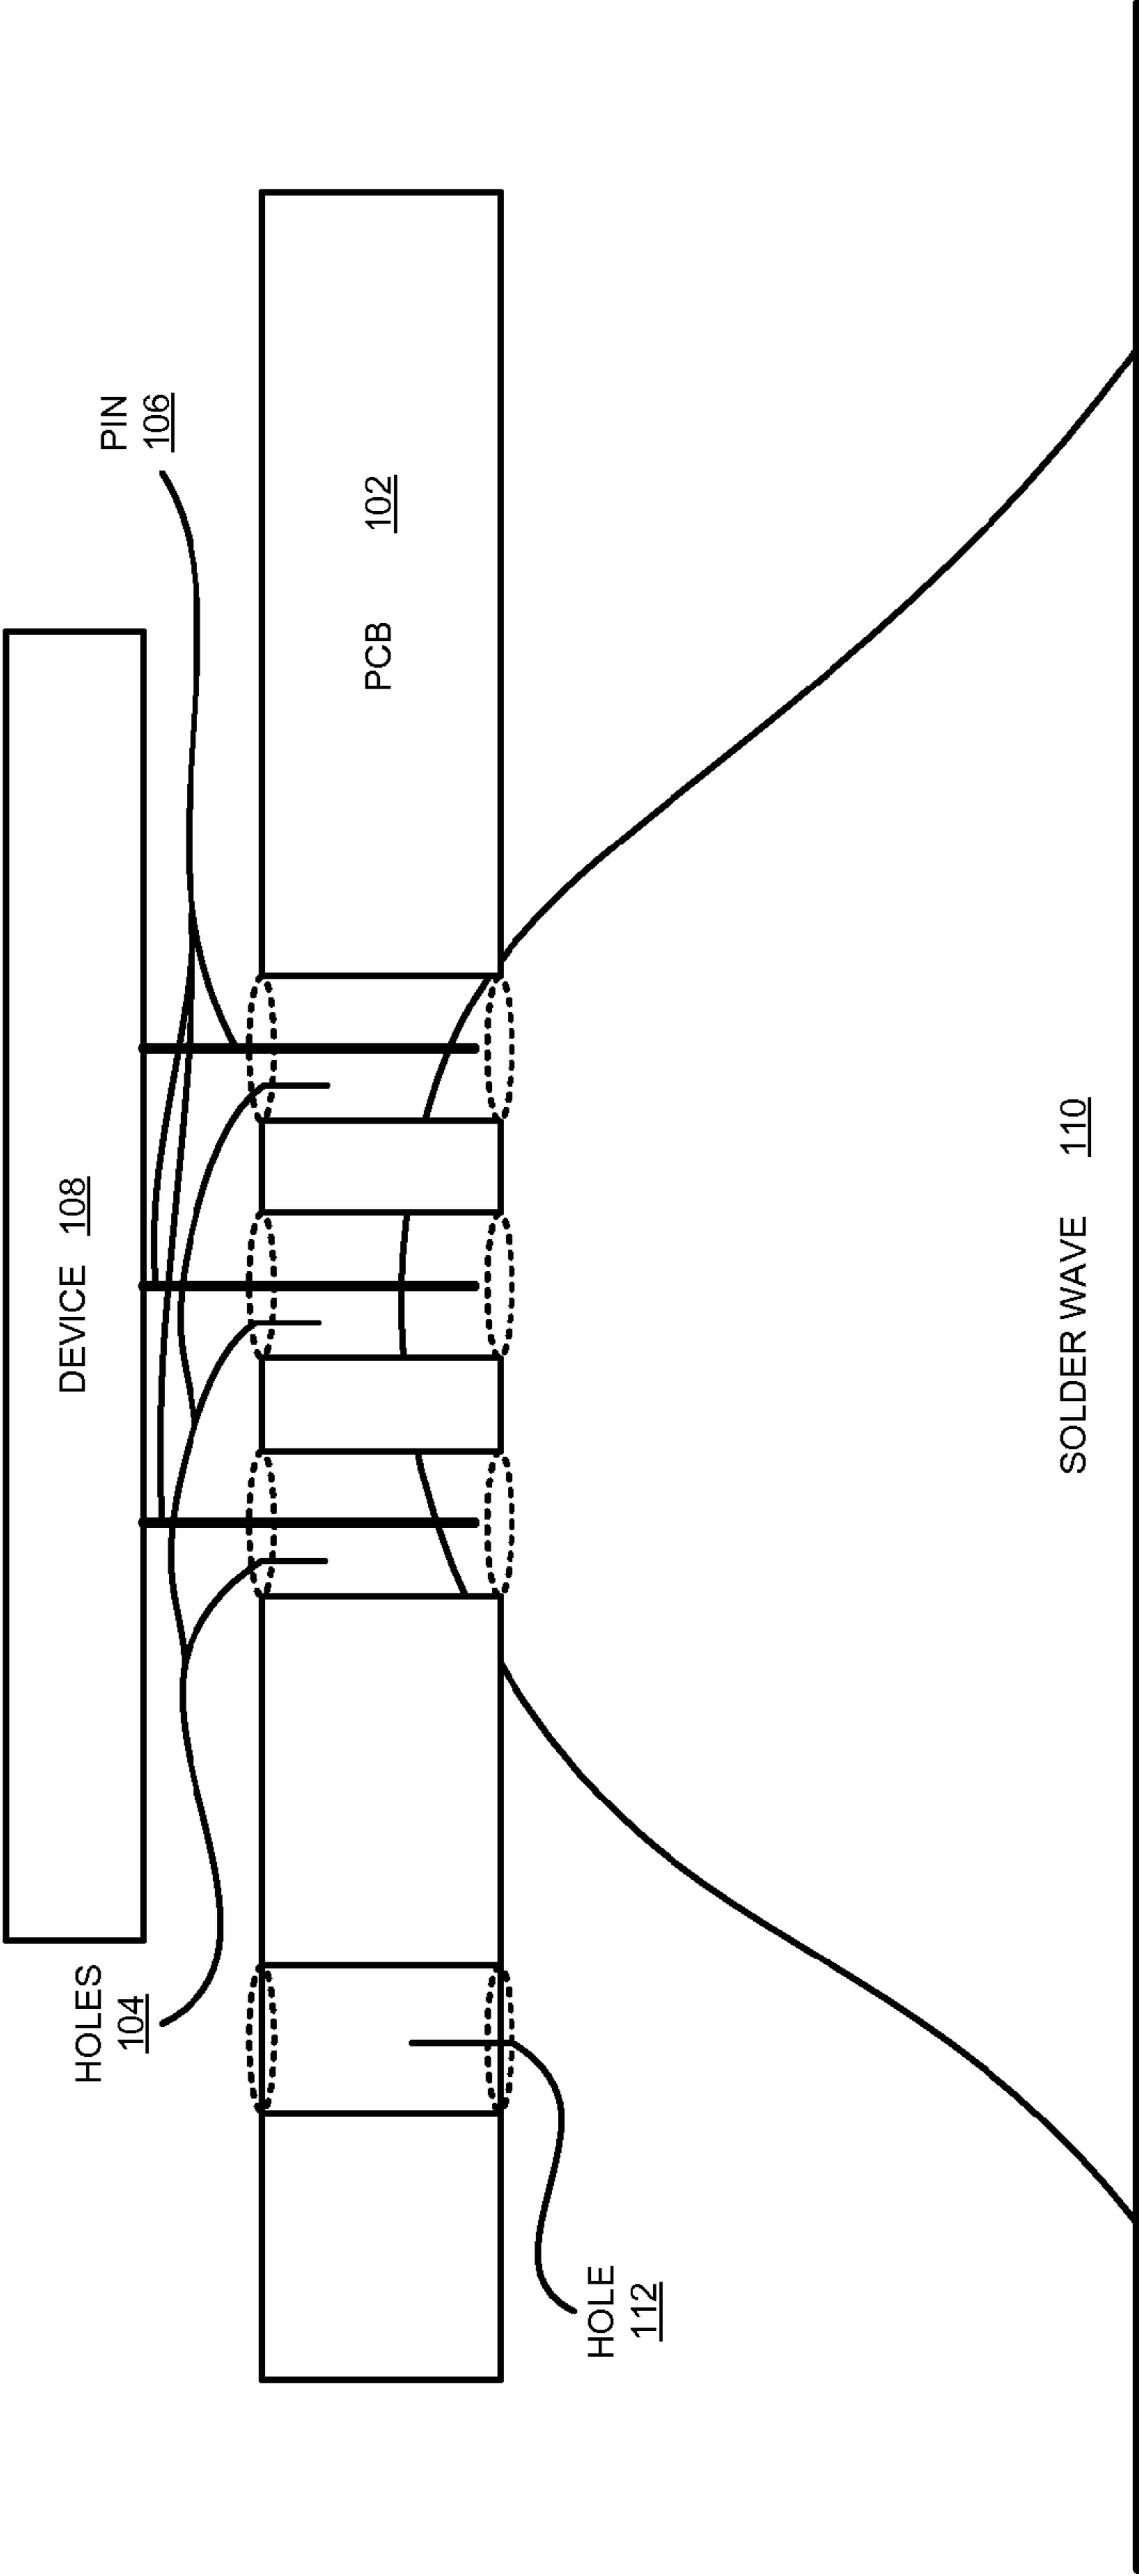 DEVICE 108
HOLES
104
PIN
106
PCB 102
HOLE
112
SOLDER WAVE 110